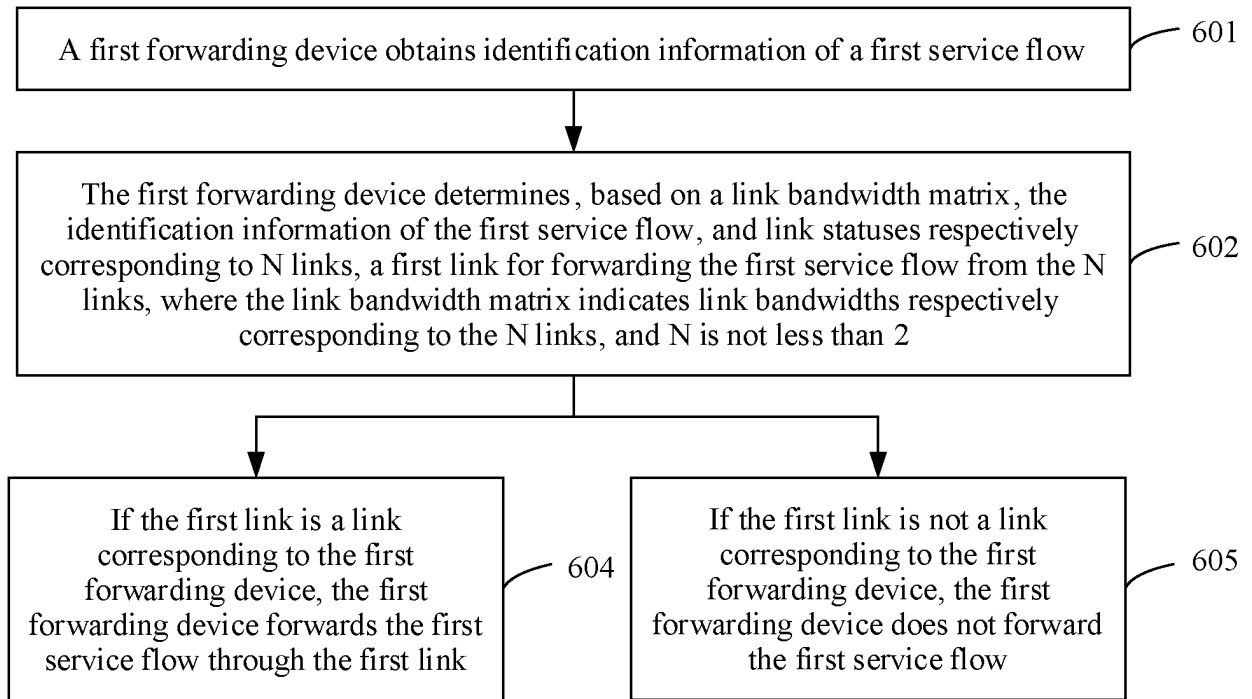 A first forwarding device obtains identification information of a first service flow
601
The first forwarding device determines, based on a link bandwidth matrix, the
identification information of the first service flow, and link statuses respectively
corresponding to N links, a first link for forwarding the first service flow from the N
links, where the link bandwidth matrix indicates link bandwidths respectively
corresponding to the N links, and N is not less than 2
602
If the first link is a link
corresponding to the first
forwarding device, the first
forwarding device forwards the first
service flow through the first link
604
If the first link is not a link
corresponding to the first
forwarding device, the first
forwarding device does not forward
the first service flow
605